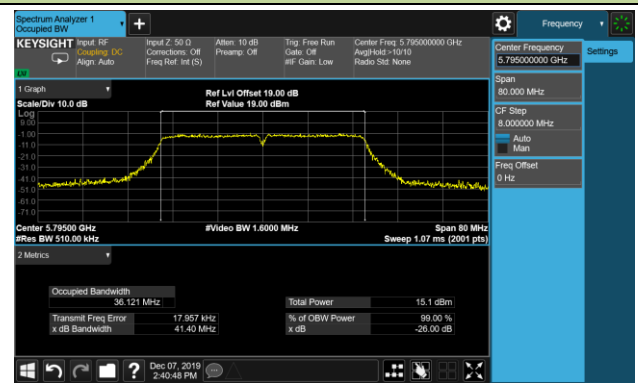 Spectrum Analyzer 1
Occupied BW
+
Frequency
KEYSIGHT
Input: RF
Coupling: DC
Align: Auto
Input Z: 50 Ω
Corrections: Off
Freq Ref: Int (S)
Atten: 10 dB
Preamp: Off
Trig: Free Run
Gate: Off
#IF Gain: Low
Center Freq: 5.795000000 GHz
Avg|Hold:>10/10
Radio Std: None
Center Frequency
5.795000000 GHz
Settings
Span
80.000 MHz
CF Step
8.000000 MHz
Auto
Man
Freq Offset
0 Hz
1 Graph
Scale/Div 10.0 dB
Ref Lvl Offset 19.00 dB
Ref Value 19.00 dBm
Log
9.00
-1.00
-11.0
-21.0
-31.0
-41.0
-51.0
-61.0
-71.0
Center 5.79500 GHz
#Res BW 510.00 kHz
#Video BW 1.6000 MHz
Span 80 MHz
Sweep 1.07 ms (2001 pts)
2 Metrics
Occupied Bandwidth
36.121 MHz
Total Power 15.1 dBm
Transmit Freq Error 17.957 kHz
% of OBW Power 99.00 %
x dB Bandwidth 41.40 MHz
x dB -26.00 dB
?
Dec 07, 2019
2:40:48 PM